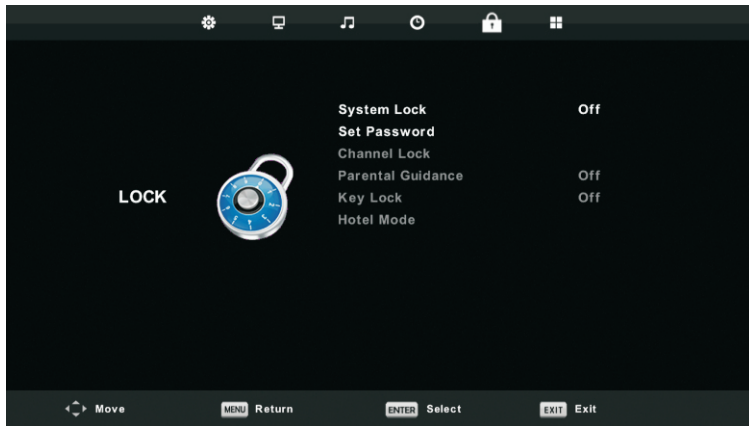 System Lock Off
Set Password
Channel Lock
Parental Guidance Off
LOCK
Key Lock Off
Hotel Mode
Move MENU Return ENTER Select EXIT Exit